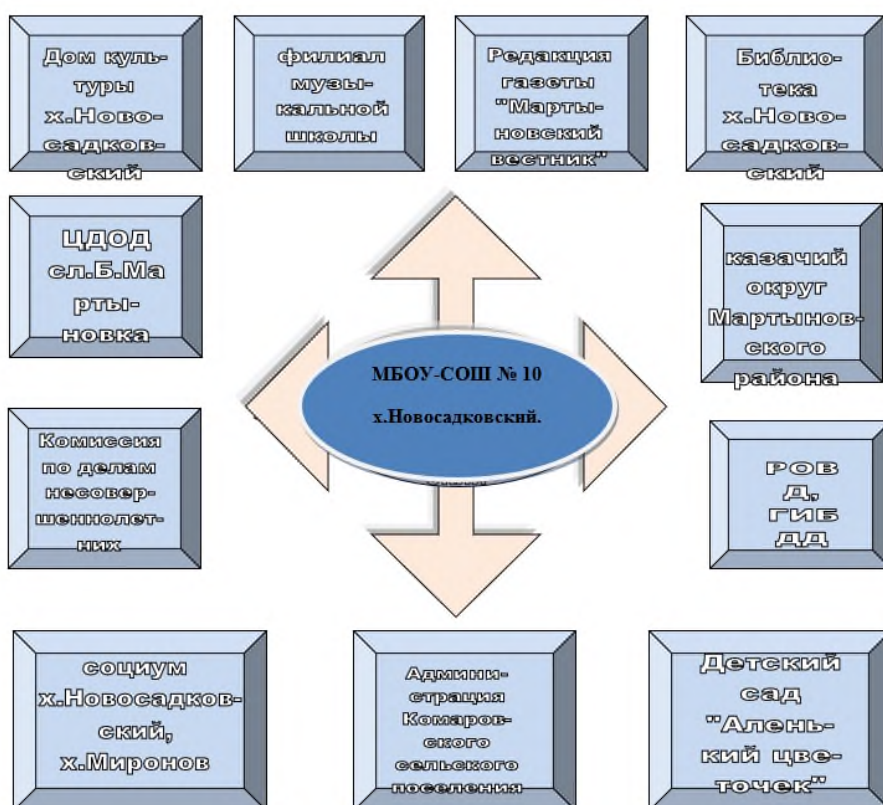 Дом куль-
туры
х.Ново-
садков-
ский
филиал
музы-
кальной
школы
Редакция
газеты
"Марты-
новский
вестник"
Библио-
тека
х.Ново-
садков-
ский
ЦДОД
сл.Б.Ма
рты-
новка
казачий
округ
Мартынов-
ского
района
МБОУ-СОШ № 10
х.Новосадковский.
Комиссия
по делам
несовер-
шеннолет-
них
РОВ
Д,
ГИБ
ДД
социум
х.Новосадков-
ский,
х.Миронов
Админи-
страция
Комаров-
ского
сельского
поселения
Детский
сад
"Алень-
кий цве-
точек"